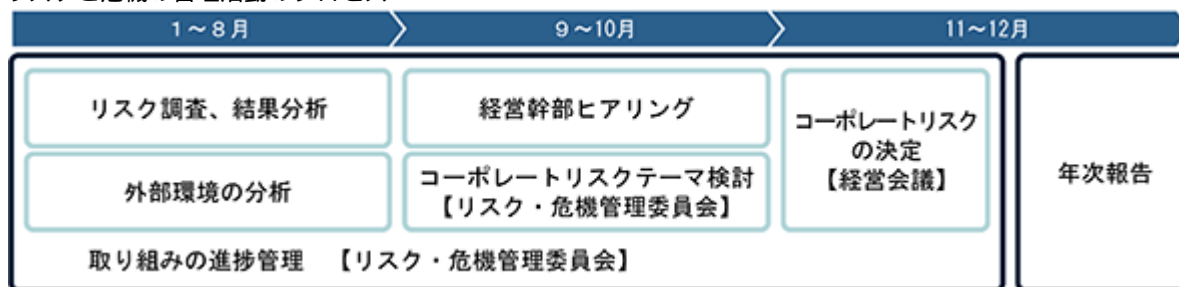 1～8月
9～10月
11～12月
リスク調査、結果分析
経営幹部ヒアリング
コーポレートリスク
の決定
【経営会議】
年次報告
外部環境の分析
コーポレートリスクテーマ検討
【リスク・危機管理委員会】
取り組みの進捗管理 【リスク・危機管理委員会】